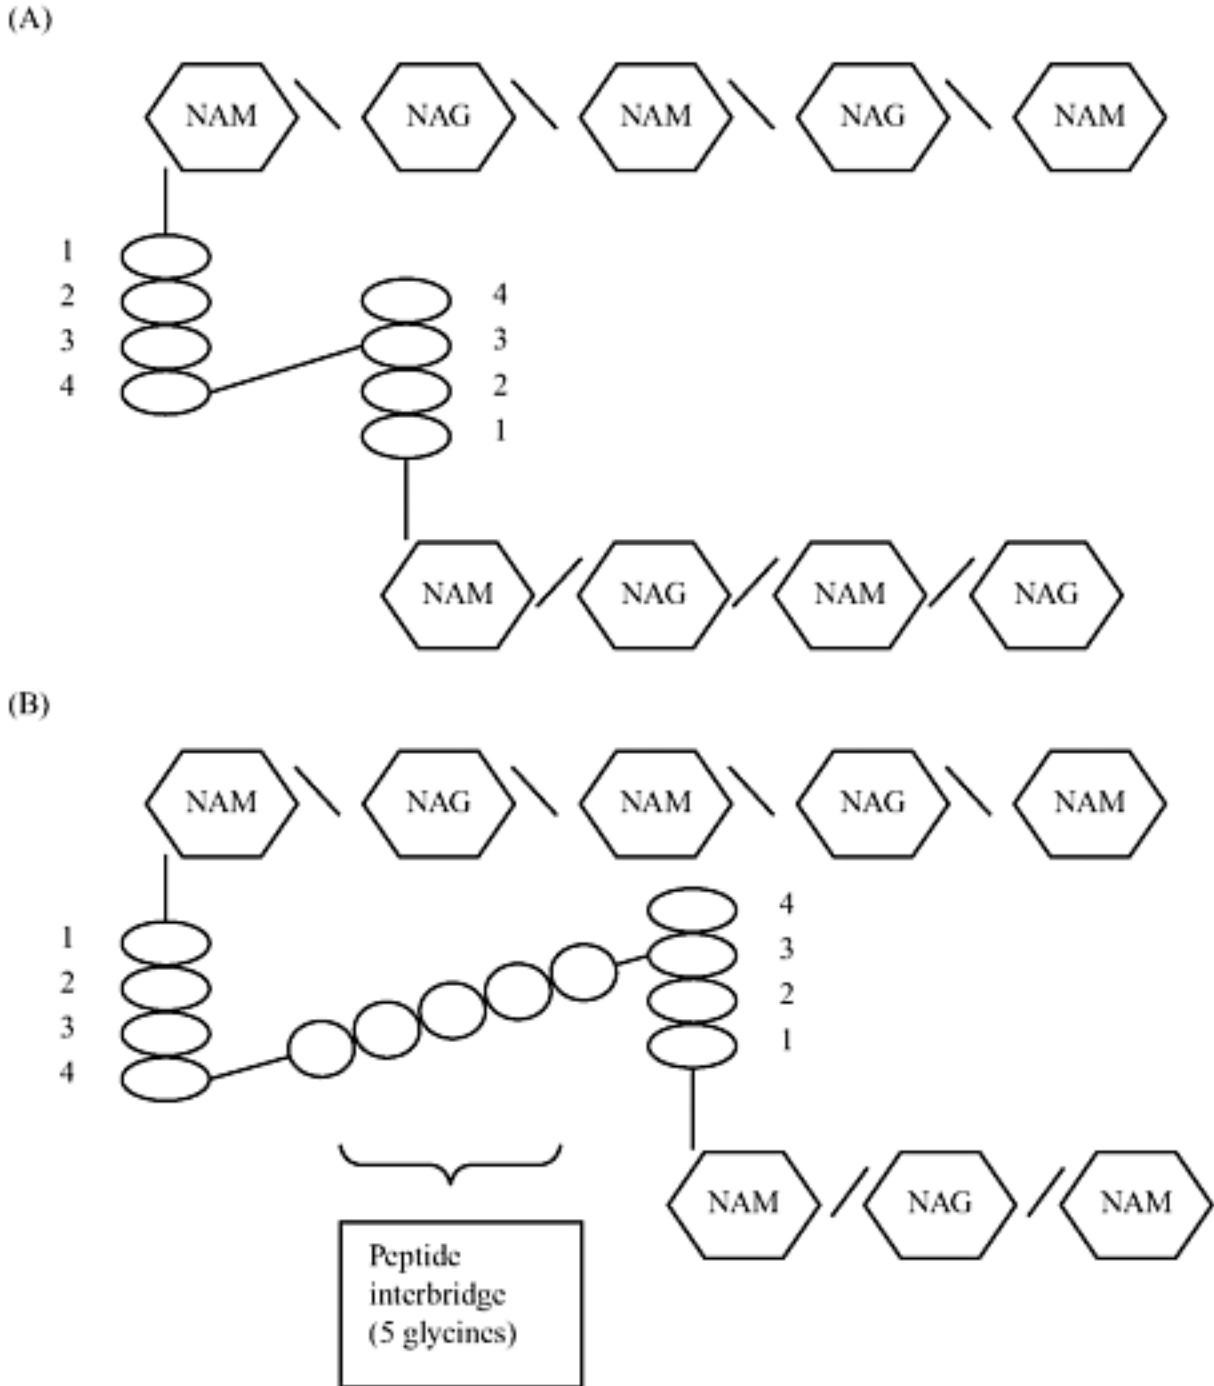 (A)
NAM NAG NAM NAG NAM
1
2 4
3 3
4 2
1
NAM NAG NAM NAG
(B)
NAM NAG NAM NAG NAM
4
1 3
2 2
3 1
4
NAM NAG NAM
Peptide
interbridge
(5 glycines)